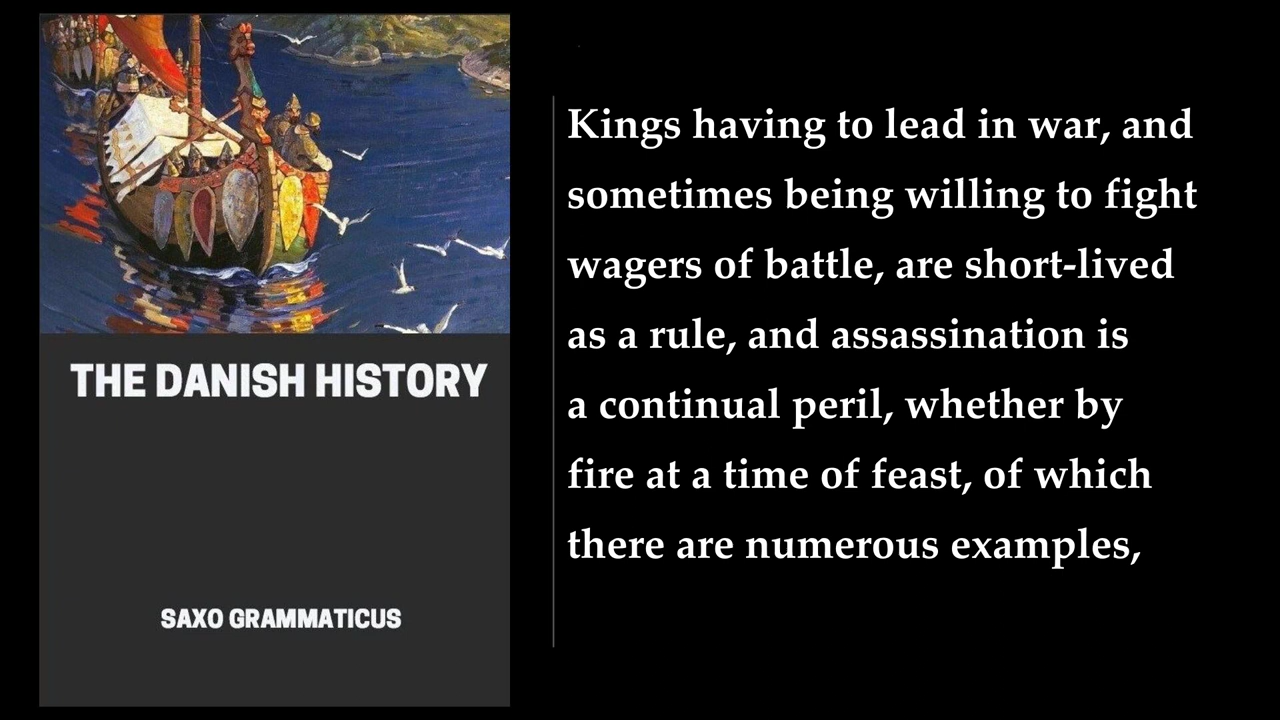 THE DANISH HISTORY
SAXO GRAMMATICUS
Kings having to lead in war, and
sometimes being willing to fight
wagers of battle, are short-lived
as a rule, and assassination is
a continual peril, whether by
fire at a time of feast, of which
there are numerous examples,